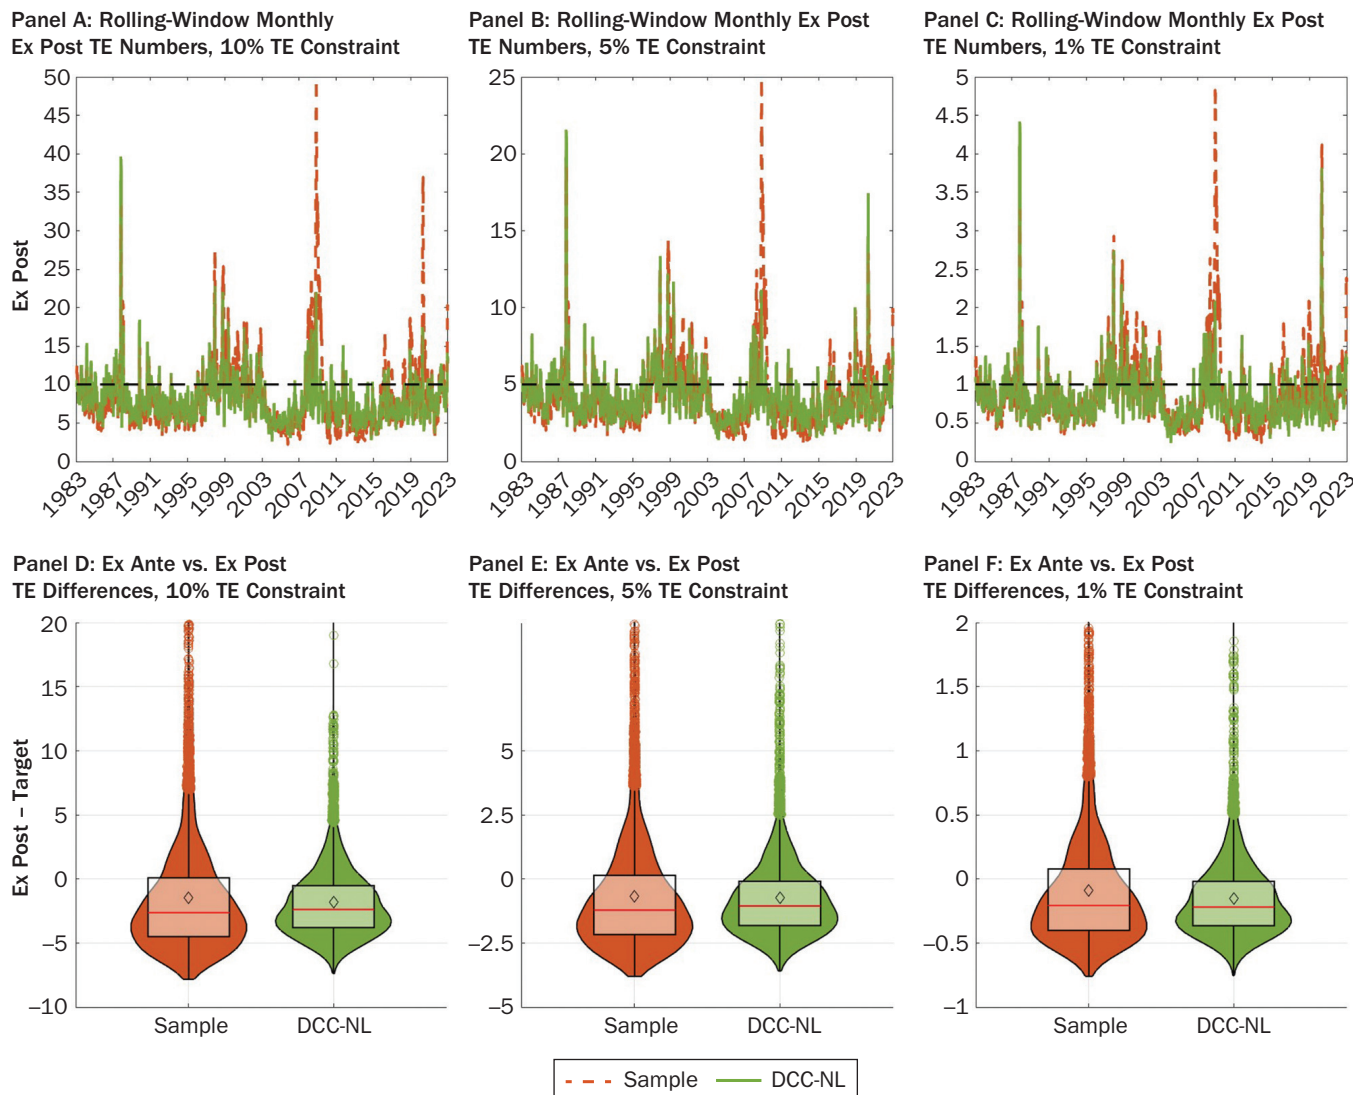 Panel A: Rolling-Window Monthly
Ex Post TE Numbers, 10% TE Constraint
Panel B: Rolling-Window Monthly Ex Post
TE Numbers, 5% TE Constraint
Panel C: Rolling-Window Monthly Ex Post
TE Numbers, 1% TE Constraint
Ex Post
50
45
40
35
30
25
20
15
10
5
0
1983 1987 1991 1995 1999 2003 2007 2011 2015 2019 2023
25
20
15
10
5
0
1983 1987 1991 1995 1999 2003 2007 2011 2015 2019 2023
5
4.5
4
3.5
3
2.5
2
1.5
1
0.5
0
1983 1987 1991 1995 1999 2003 2007 2011 2015 2019 2023
Panel D: Ex Ante vs. Ex Post
TE Differences, 10% TE Constraint
Panel E: Ex Ante vs. Ex Post
TE Differences, 5% TE Constraint
Panel F: Ex Ante vs. Ex Post
TE Differences, 1% TE Constraint
Ex Post – Target
20
15
10
5
0
–5
–10
Sample DCC-NL
5
2.5
0
–2.5
–5
Sample DCC-NL
2
1
0.5
0
–0.5
–1
Sample DCC-NL
Sample DCC-NL